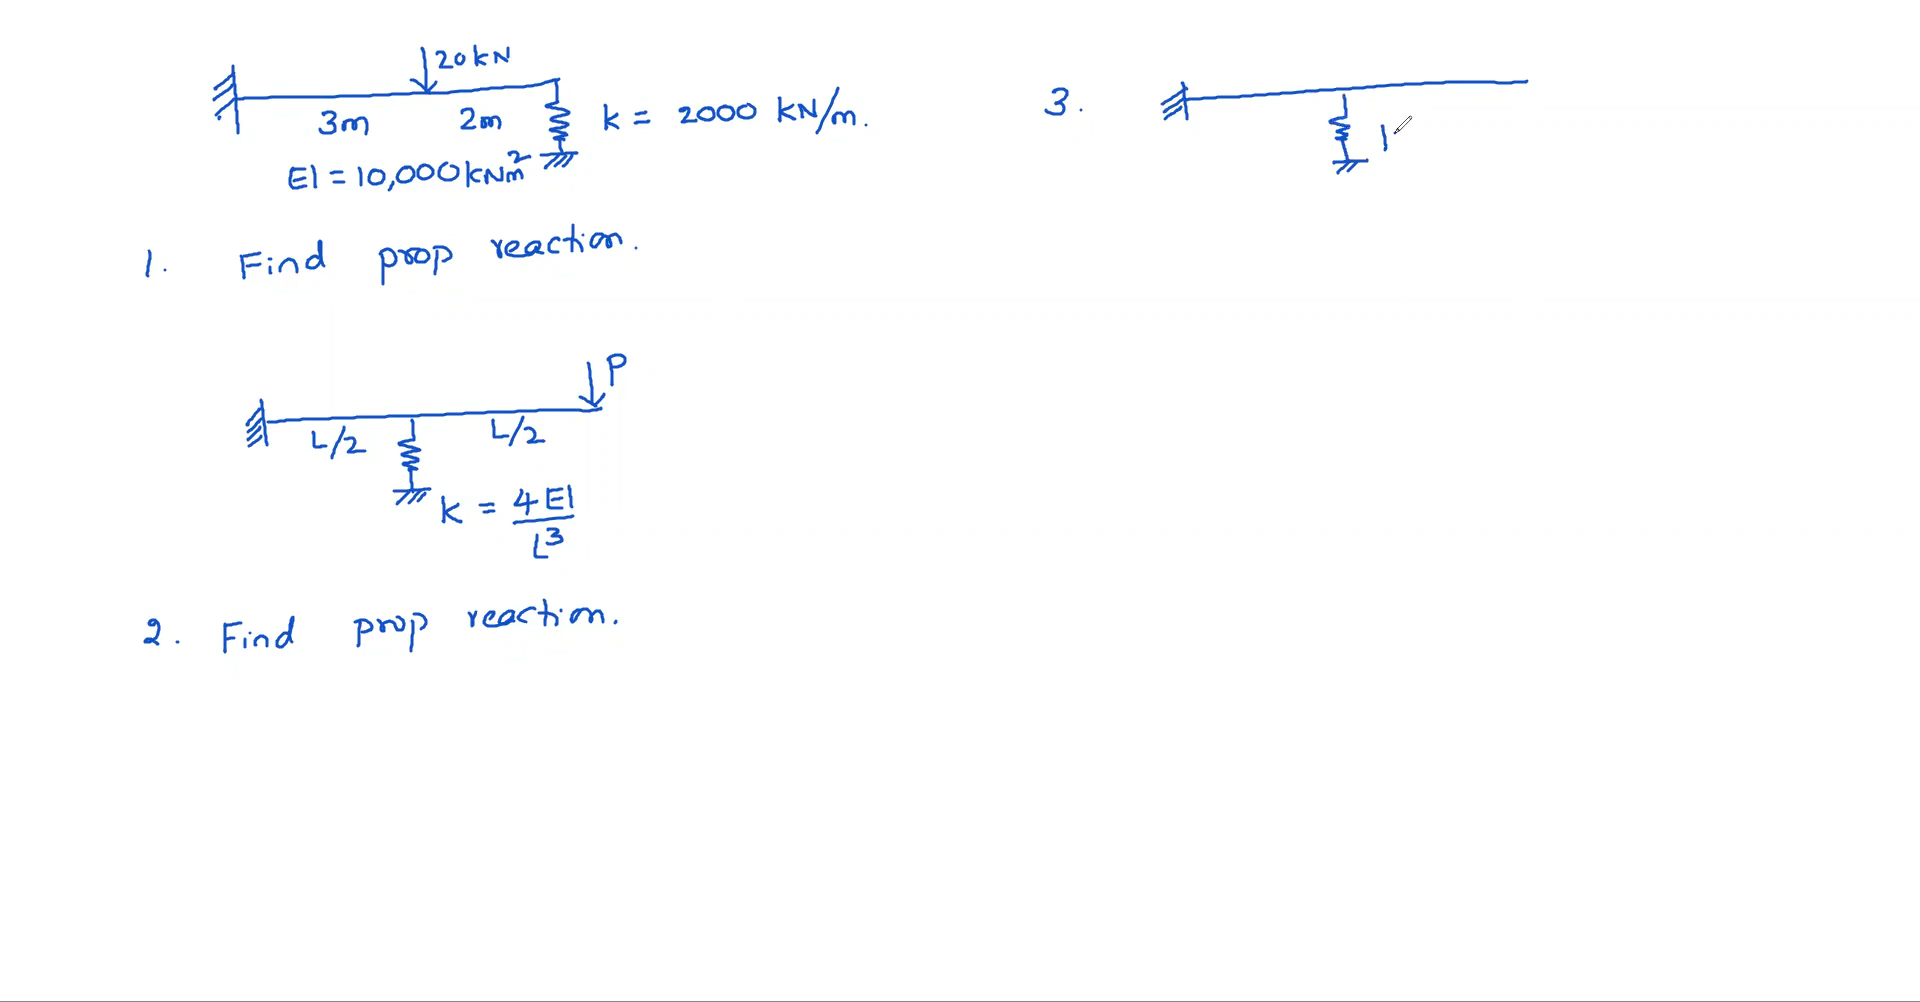 20kN
3m 2m k = 2000 kN/m.
EI = 10,000kNm²
1. Find prop reaction.
P
L/2 L/2
k = 4EI
L³
2. Find prop reaction.
3.